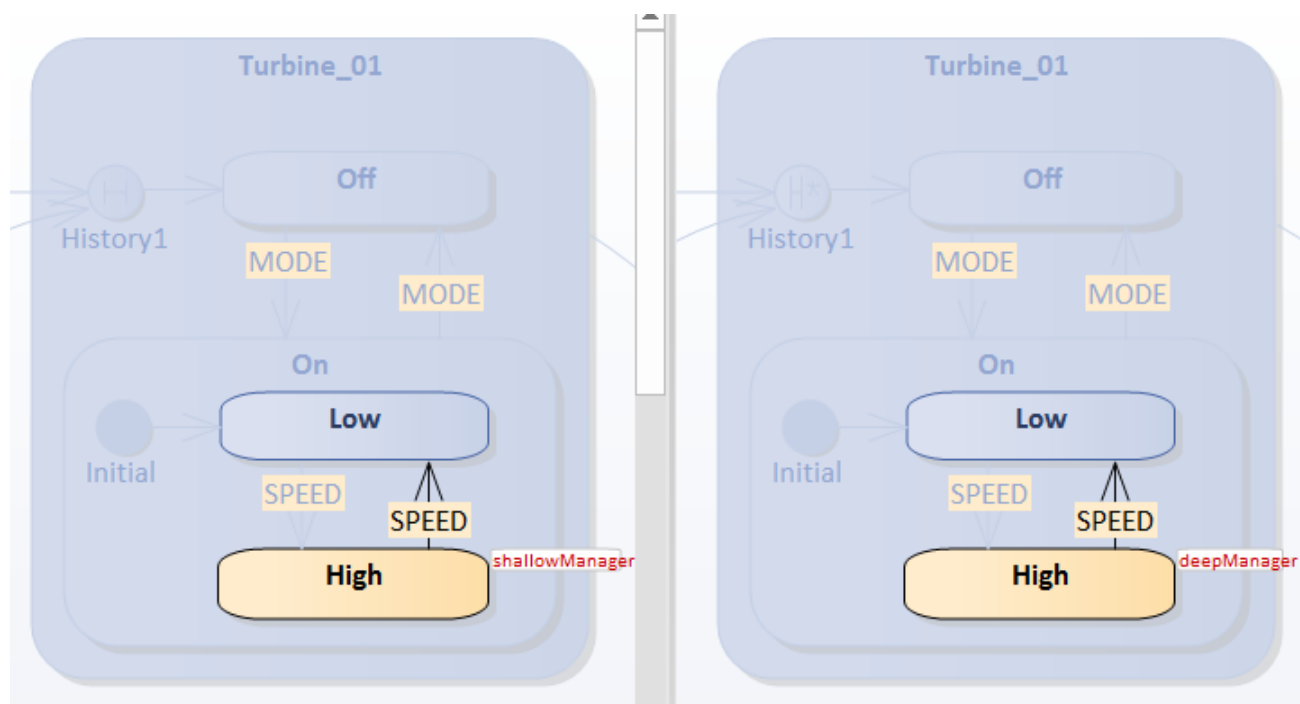 Turbine_01
Off
H
History1
MODE
MODE
On
Low
Initial
SPEED
SPEED
High
shallowManager
Turbine_01
Off
H*
History1
MODE
MODE
On
Low
Initial
SPEED
SPEED
High
deepManager